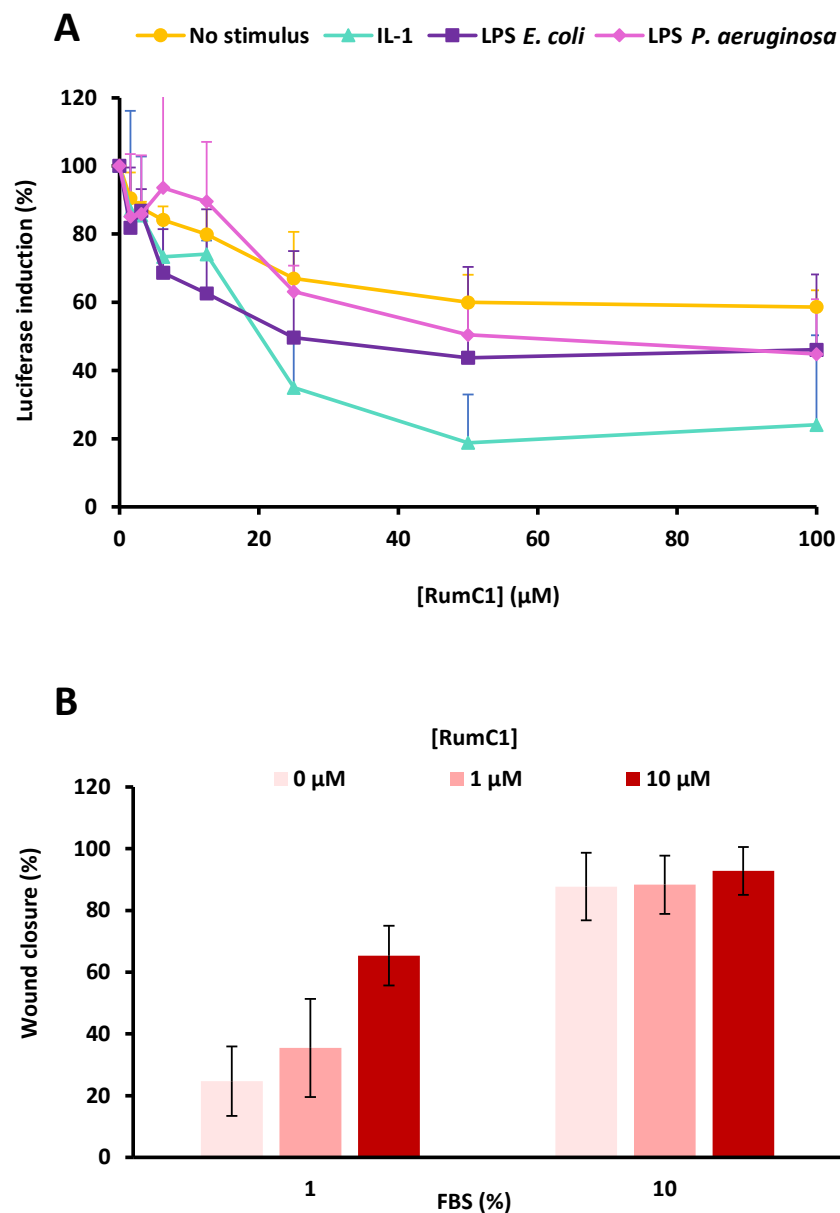 A
No stimulus IL-1 LPS E. coli LPS P. aeruginosa
120
100
80
60
40
20
0
Luciferase induction (%)
0 20 40 60 80 100
[RumC1] (µM)
B
[RumC1]
0 µM 1 µM 10 µM
120
100
80
60
40
20
0
Wound closure (%)
1 10
FBS (%)